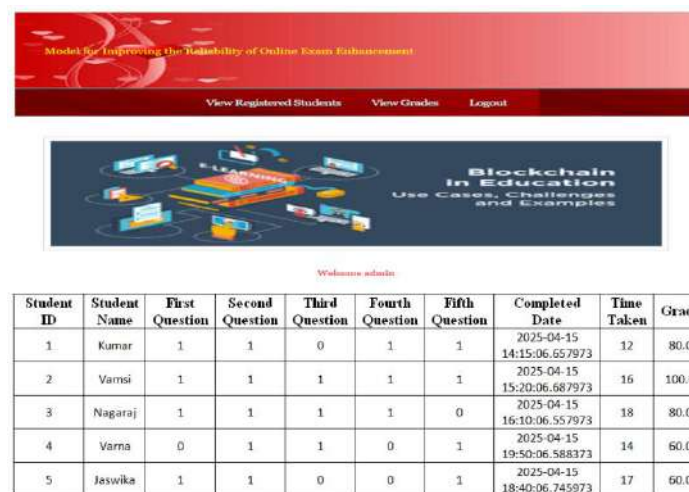 Model for Improving the Reliability of Online Exam Enhancement
View Registered Students View Grades Logout
E-LEARNING
Blockchain
in Education
Use Cases, Challenges
and Examples
Welcome admin
Student ID Student Name First Question Second Question Third Question Fourth Question Fifth Question Completed Date Time Taken Grad
1 Kumar 1 1 0 1 1 2025-04-15 14:15:06.657973 12 80.0
2 Vamsi 1 1 1 1 1 2025-04-15 15:20:06.687973 16 100.
3 Nagaraj 1 1 1 1 0 2025-04-15 16:10:06.557973 18 80.0
4 Varna 0 1 1 0 1 2025-04-15 19:50:06.588373 14 60.0
5 Jaswika 1 1 0 0 1 2025-04-15 18:40:06.745973 17 60.0